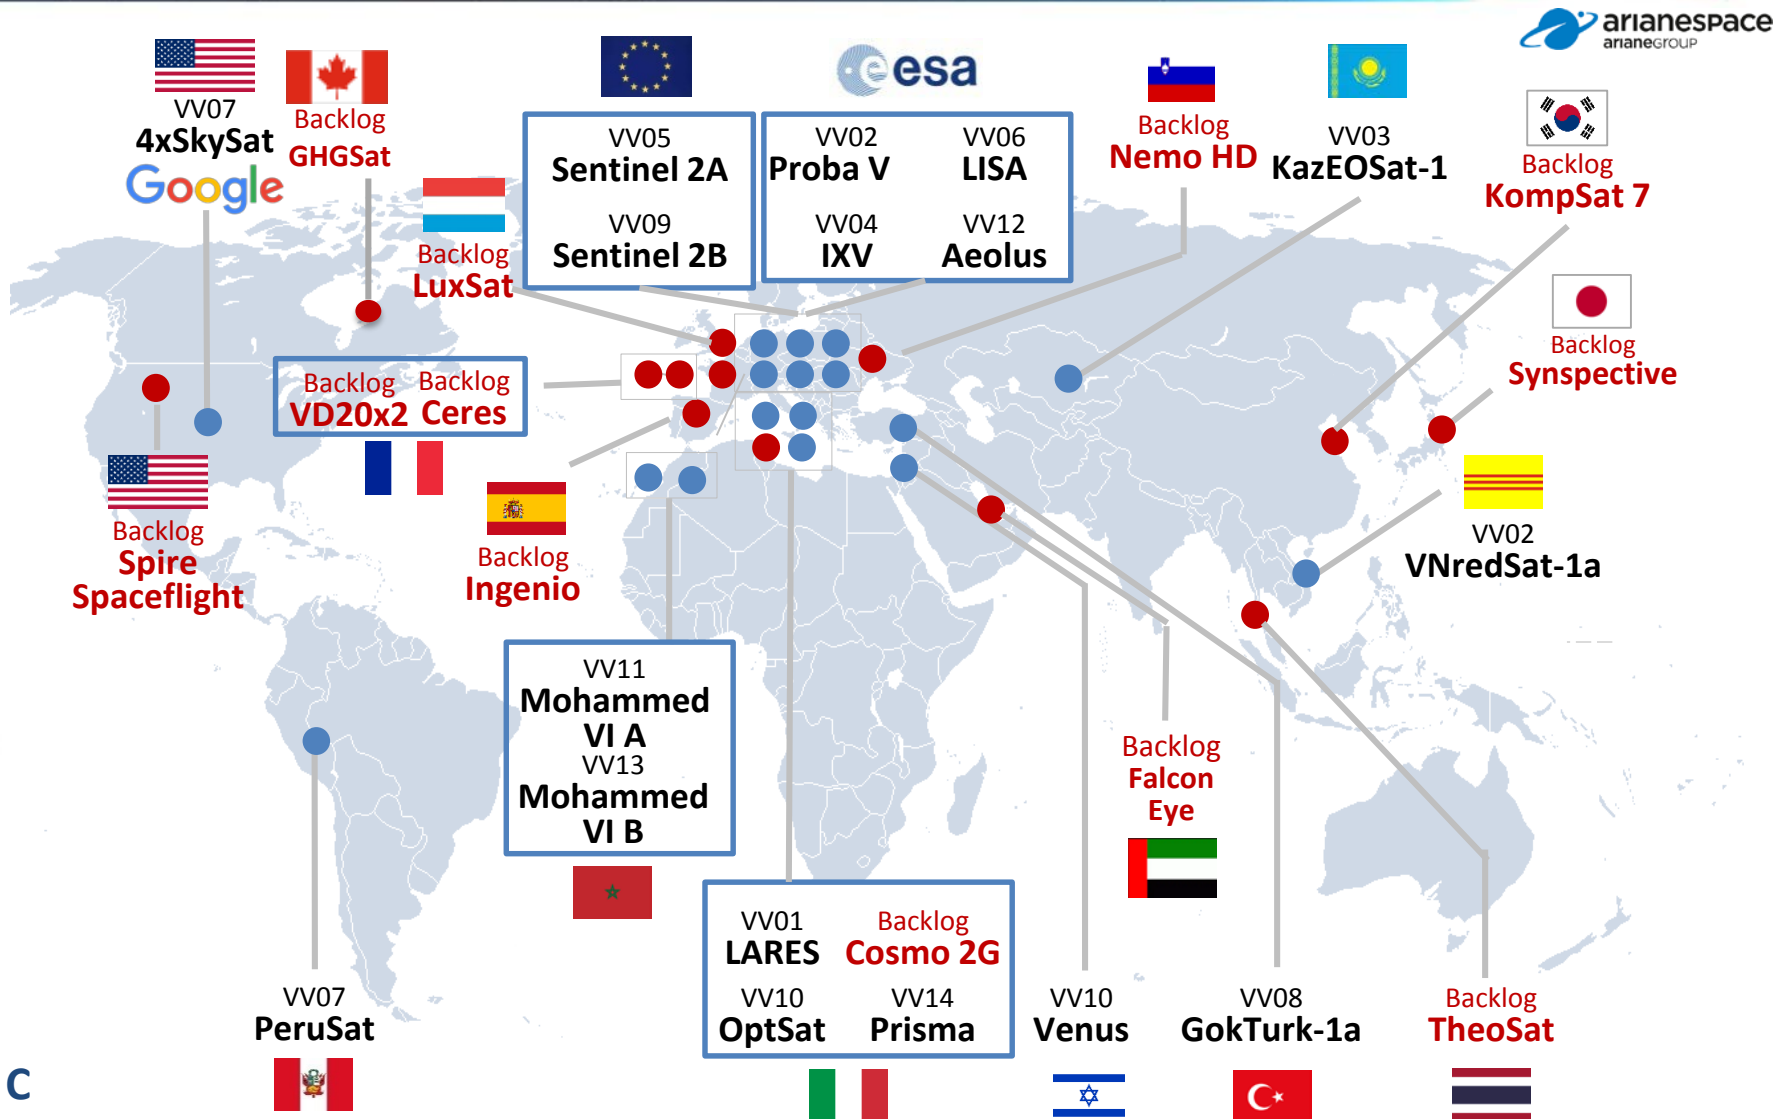 arianespace
arianeGROUP
VV07
4xSkySat
Google
Backlog
GHGSat
Backlog
LuxSat
VV05
Sentinel 2A
VV09
Sentinel 2B
esa
VV02
Proba V
VV06
LISA
VV04
IXV
VV12
Aeolus
Backlog
Nemo HD
VV03
KazEOSat-1
Backlog
KompSat 7
Backlog
Synspective
Backlog
VD20x2
Backlog
Ceres
Backlog
Spire
Spaceflight
Backlog
Ingenio
VV02
VNredSat-1a
VV11
Mohammed
VI A
VV13
Mohammed
VI B
Backlog
Falcon
Eye
VV01
LARES
Backlog
Cosmo 2G
VV10
OptSat
VV14
Prisma
VV07
PeruSat
VV10
Venus
VV08
GokTurk-1a
Backlog
TheoSat
C